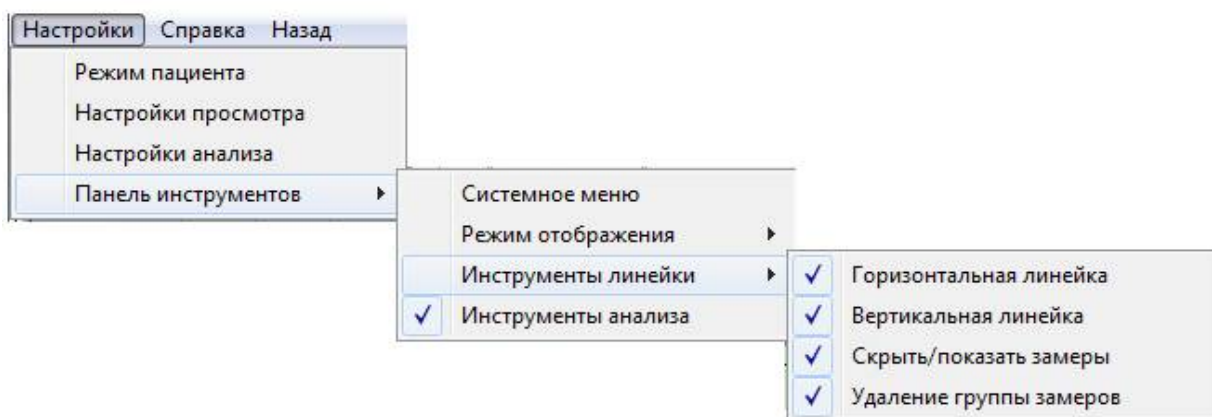 Настройки Справка Назад
Режим пациента
Настройки просмотра
Настройки анализа
Панель инструментов
Системное меню
Режим отображения
Инструменты линейки
Инструменты анализа
Горизонтальная линейка
Вертикальная линейка
Скрыть/показать замеры
Удаление группы замеров